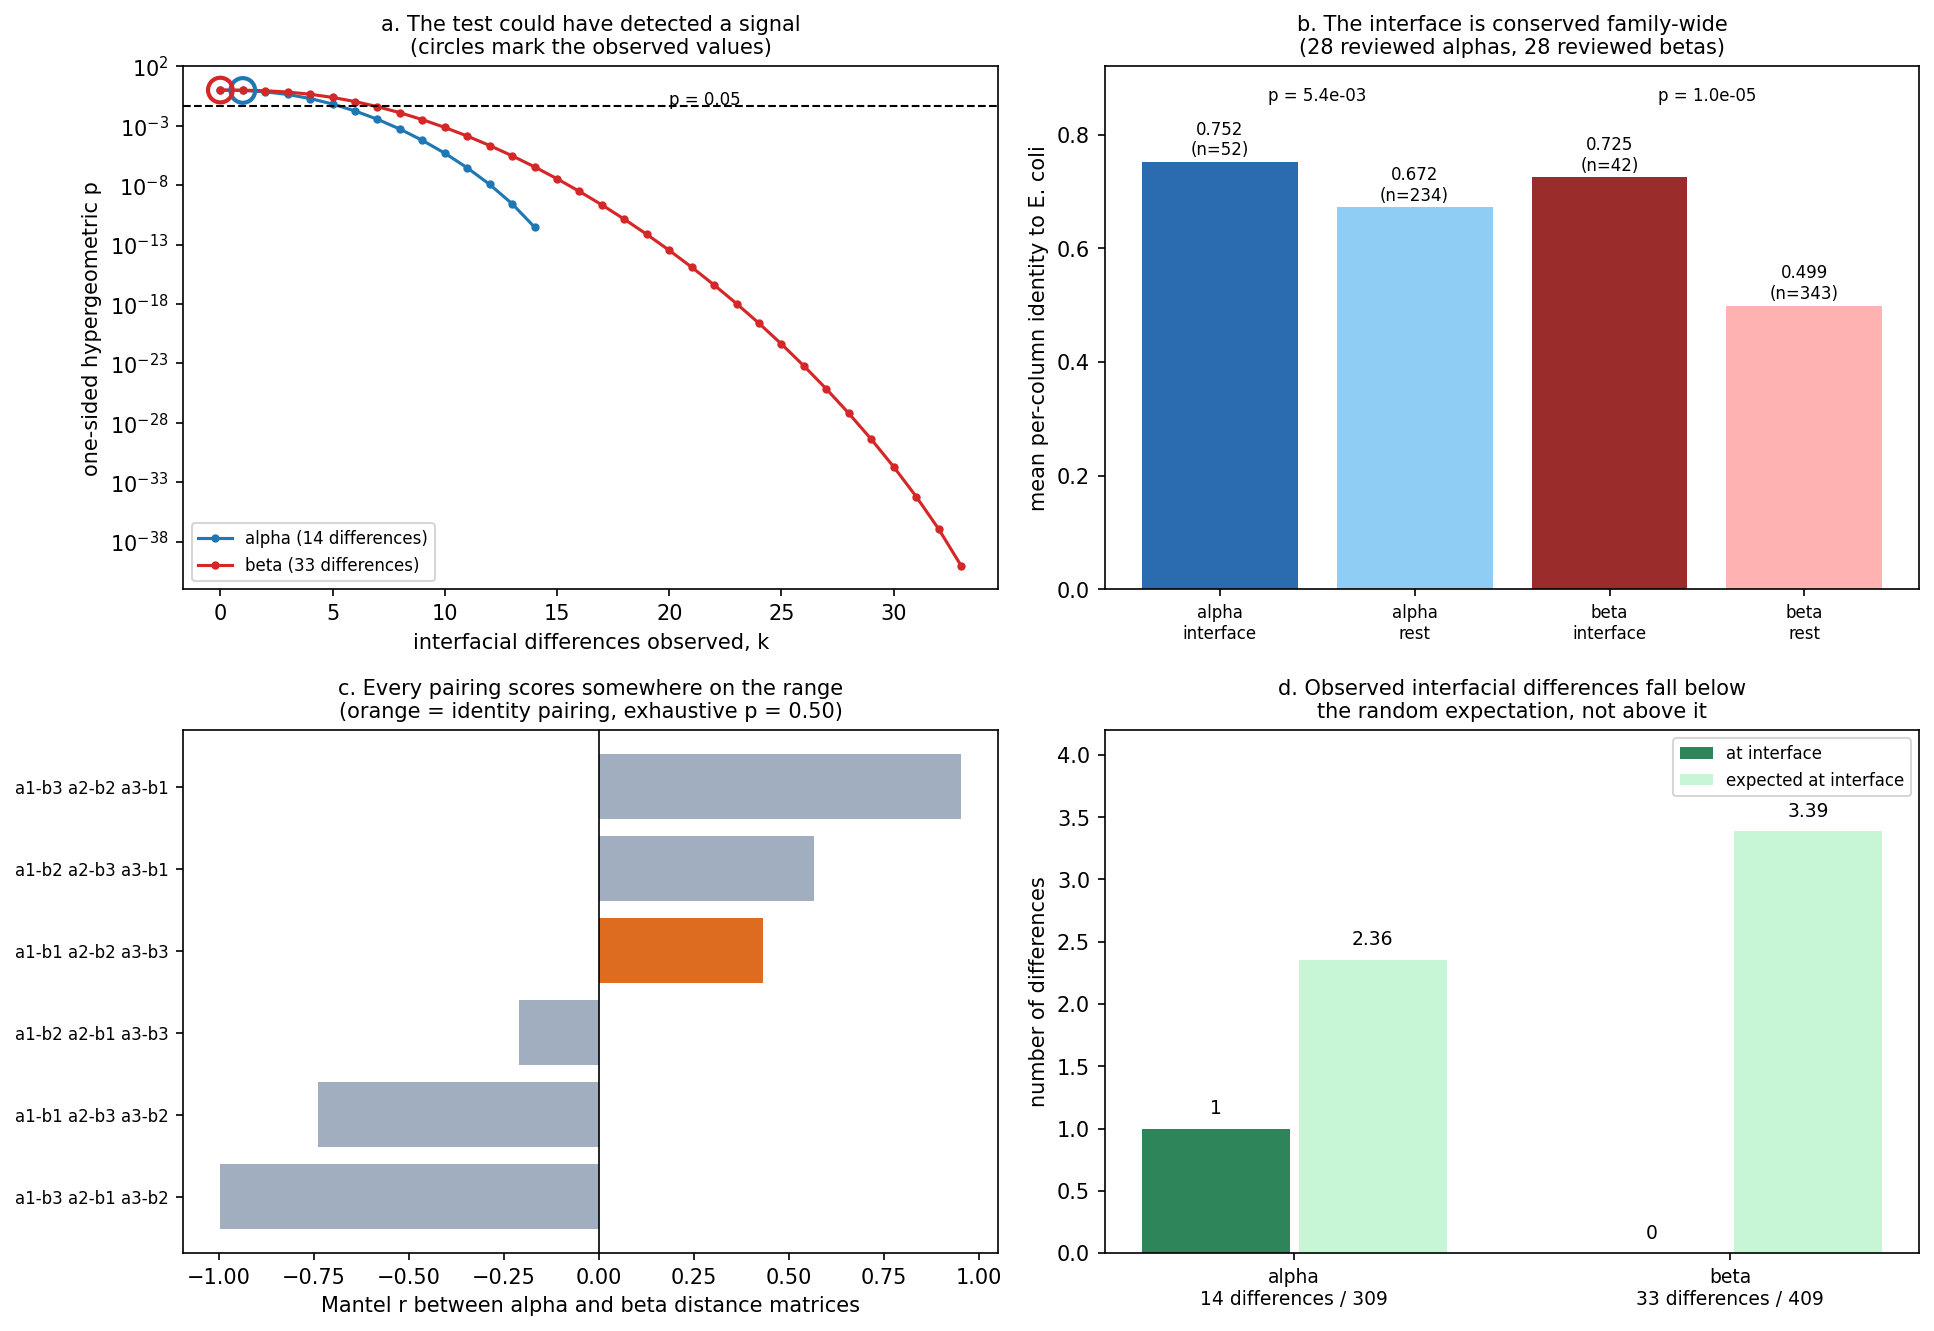 a. The test could have detected a signal
(circles mark the observed values)
one-sided hypergeometric p
10²
10⁻³
10⁻⁸
10⁻¹³
10⁻¹⁸
10⁻²³
10⁻²⁸
10⁻³³
10⁻³⁸
p = 0.05
alpha (14 differences)
beta (33 differences)
0 5 10 15 20 25 30
interfacial differences observed, k
b. The interface is conserved family-wide
(28 reviewed alphas, 28 reviewed betas)
mean per-column identity to E. coli
0.8
0.6
0.4
0.2
0.0
p = 5.4e-03
p = 1.0e-05
0.752
(n=52)
0.672
(n=234)
0.725
(n=42)
0.499
(n=343)
alpha
interface
alpha
rest
beta
interface
beta
rest
c. Every pairing scores somewhere on the range
(orange = identity pairing, exhaustive p = 0.50)
a1-b3 a2-b2 a3-b1
a1-b2 a2-b3 a3-b1
a1-b1 a2-b2 a3-b3
a1-b2 a2-b1 a3-b3
a1-b1 a2-b3 a3-b2
a1-b3 a2-b1 a3-b2
−1.00 −0.75 −0.50 −0.25 0.00 0.25 0.50 0.75 1.00
Mantel r between alpha and beta distance matrices
d. Observed interfacial differences fall below
the random expectation, not above it
number of differences
4.0
3.5
3.0
2.5
2.0
1.5
1.0
0.5
0.0
at interface
expected at interface
1
2.36
0
3.39
alpha
14 differences / 309
beta
33 differences / 409